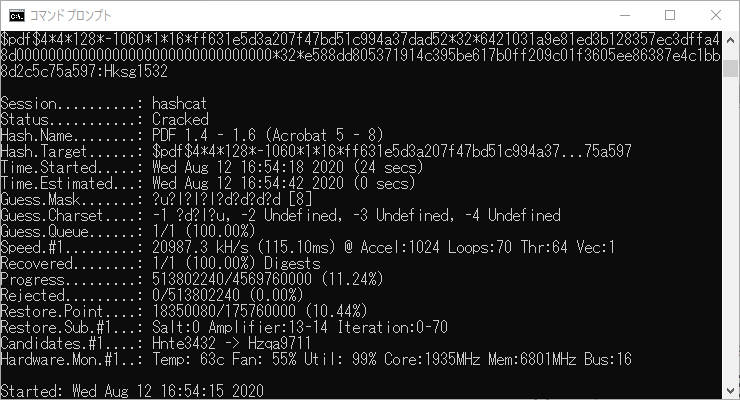 コマンド プロンプト
$pdf$4*4*128*-1060*1*16*ff631e5d3a207f47bd51c994a37dad52*32*6421031a9e81ed3b128357ec3dffa4
8d00000000000000000000000000000000*32*e588dd805371914c395be617b0ff209c01f3605ee86387e4c1bb
8d2c5c75a597:Hksg1532
Session..........: hashcat
Status...........: Cracked
Hash.Name........: PDF 1.4 - 1.6 (Acrobat 5 - 8)
Hash.Target......: $pdf$4*4*128*-1060*1*16*ff631e5d3a207f47bd51c994a37...75a597
Time.Started.....: Wed Aug 12 16:54:18 2020 (24 secs)
Time.Estimated...: Wed Aug 12 16:54:42 2020 (0 secs)
Guess.Mask.......: ?u?l?l?l?d?d?d?d [8]
Guess.Charset....: -1 ?d?l?u, -2 Undefined, -3 Undefined, -4 Undefined
Guess.Queue......: 1/1 (100.00%)
Speed.#1.........: 20987.3 kH/s (115.10ms) @ Accel:1024 Loops:70 Thr:64 Vec:1
Recovered........: 1/1 (100.00%) Digests
Progress.........: 513802240/4569760000 (11.24%)
Rejected.........: 0/513802240 (0.00%)
Restore.Point....: 18350080/175760000 (10.44%)
Restore.Sub.#1...: Salt:0 Amplifier:13-14 Iteration:0-70
Candidates.#1....: Hnte3432 -> Hzqa9711
Hardware.Mon.#1..: Temp: 63c Fan: 55% Util: 99% Core:1935MHz Mem:6801MHz Bus:16
Started: Wed Aug 12 16:54:15 2020